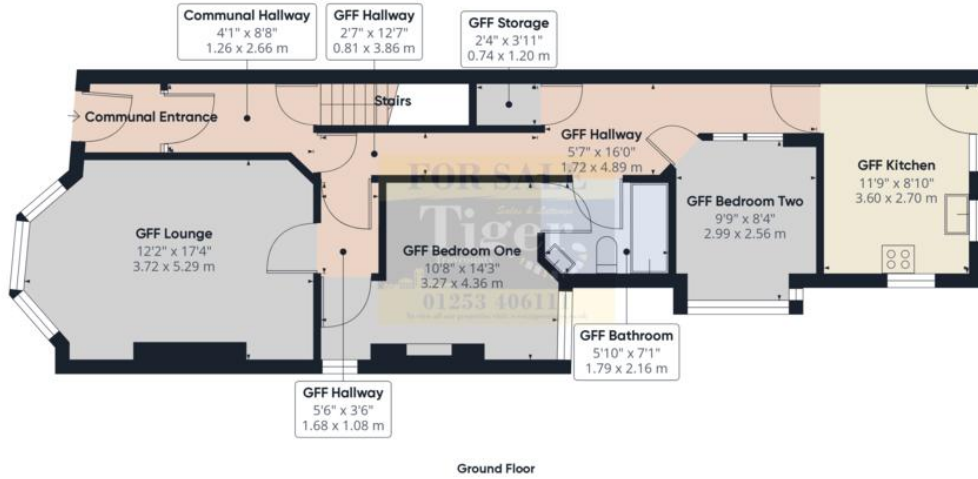 Communal Hallway
4'1" x 8'8"
1.26 x 2.66 m
GFF Hallway
2'7" x 12'7"
0.81 x 3.86 m
GFF Storage
2'4" x 3'11"
0.74 x 1.20 m
Stairs
Communal Entrance
GFF Hallway
5'7" x 16'0"
1.72 x 4.89 m
GFF Kitchen
11'9" x 8'10"
3.60 x 2.70 m
GFF Bedroom Two
9'9" x 8'4"
2.99 x 2.56 m
GFF Lounge
12'2" x 17'4"
3.72 x 5.29 m
FOR SALE
Sales & Lettings
Tiger
GFF Bedroom One
10'8" x 14'3"
3.27 x 4.36 m
01253 406111
GFF Bathroom
5'10" x 7'1"
1.79 x 2.16 m
GFF Hallway
5'6" x 3'6"
1.68 x 1.08 m
Ground Floor